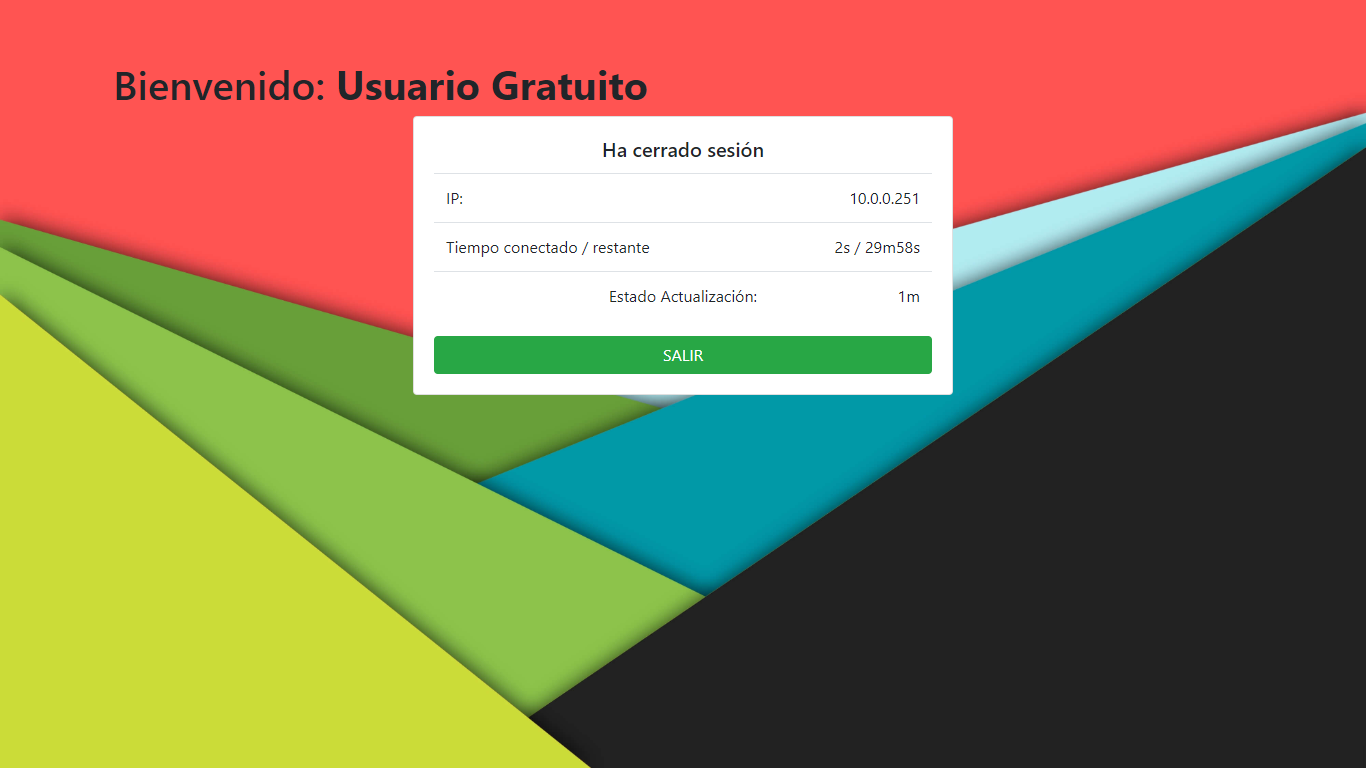 Bienvenido: Usuario Gratuito
Ha cerrado sesión
IP: 10.0.0.251
Tiempo conectado / restante 2s / 29m58s
Estado Actualización: 1m
SALIR